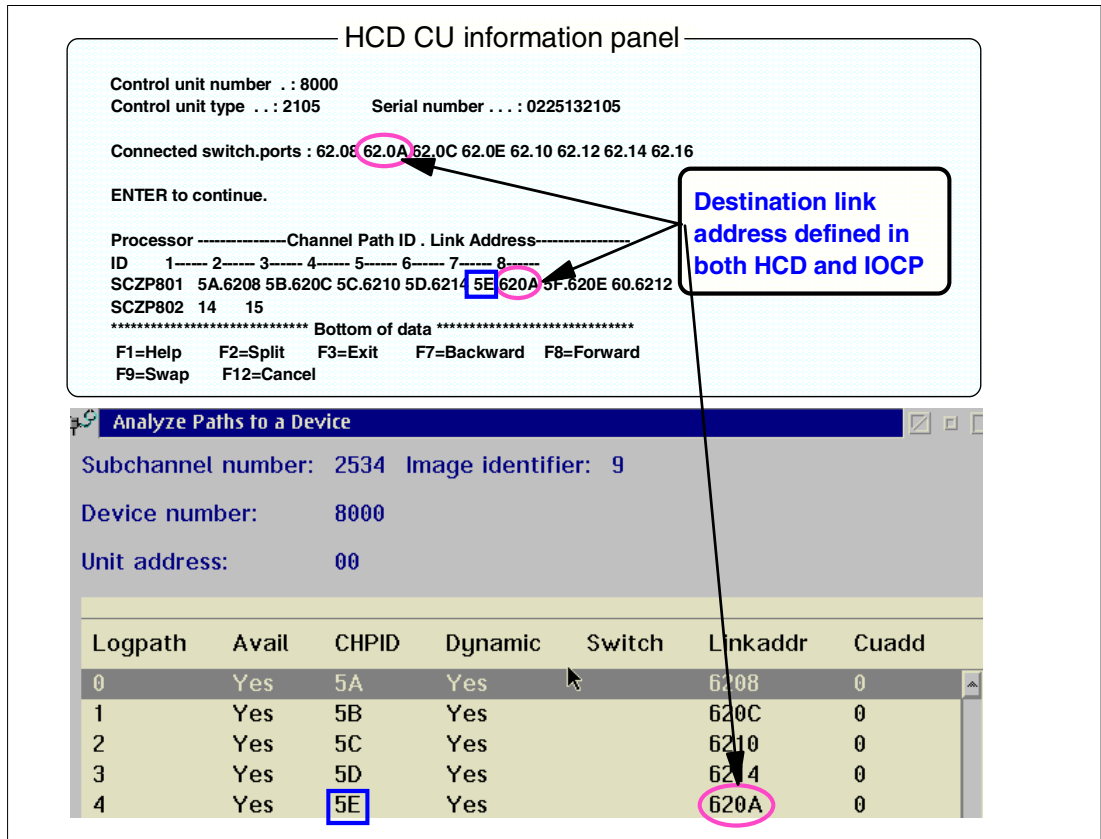 HCD CU information panel
Control unit number . : 8000
Control unit type . . : 2105 Serial number . . . : 0225132105
Connected switch.ports : 62.08 62.0A 62.0C 62.0E 62.10 62.12 62.14 62.16
ENTER to continue.
Destination link
address defined in
both HCD and IOCP
Processor ----------------Channel Path ID . Link Address-----------------
ID 1------ 2------ 3------ 4------ 5------ 6------ 7------ 8------
SCZP801 5A.6208 5B.620C 5C.6210 5D.6214 5E.620A 5F.620E 60.6212
SCZP802 14 15
****************************** Bottom of data ******************************
F1=Help F2=Split F3=Exit F7=Backward F8=Forward
F9=Swap F12=Cancel
Analyze Paths to a Device
Subchannel number: 2534 Image identifier: 9
Device number: 8000
Unit address: 00
Logpath Avail CHPID Dynamic Switch Linkaddr Cuadd
0 Yes 5A Yes 6208 0
1 Yes 5B Yes 620C 0
2 Yes 5C Yes 6210 0
3 Yes 5D Yes 6214 0
4 Yes 5E Yes 620A 0